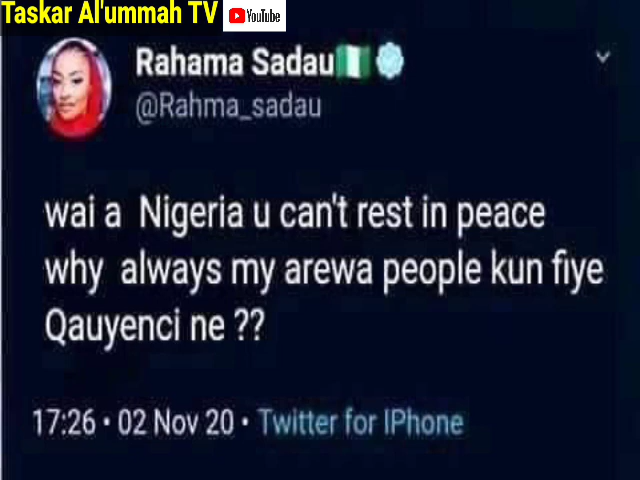 Taskar Al'ummah TV YouTube
Rahama Sadau
@Rahma_sadau
wai a Nigeria u can't rest in peace
why always my arewa people kun fiye
Qauyenci ne ??
17:26 • 02 Nov 20 • Twitter for IPhone